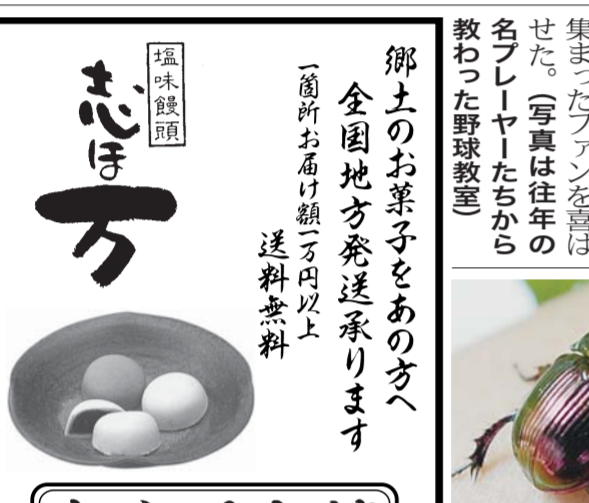 集まったファンを喜ば
せた。（写真は往年の
名プレーヤーたちから
教わった野球教室）
郷土のお菓子をあの方へ
全国地方発送承ります
一箇所お届け額一万円以上
送料無料
塩味饅頭
志ほ万